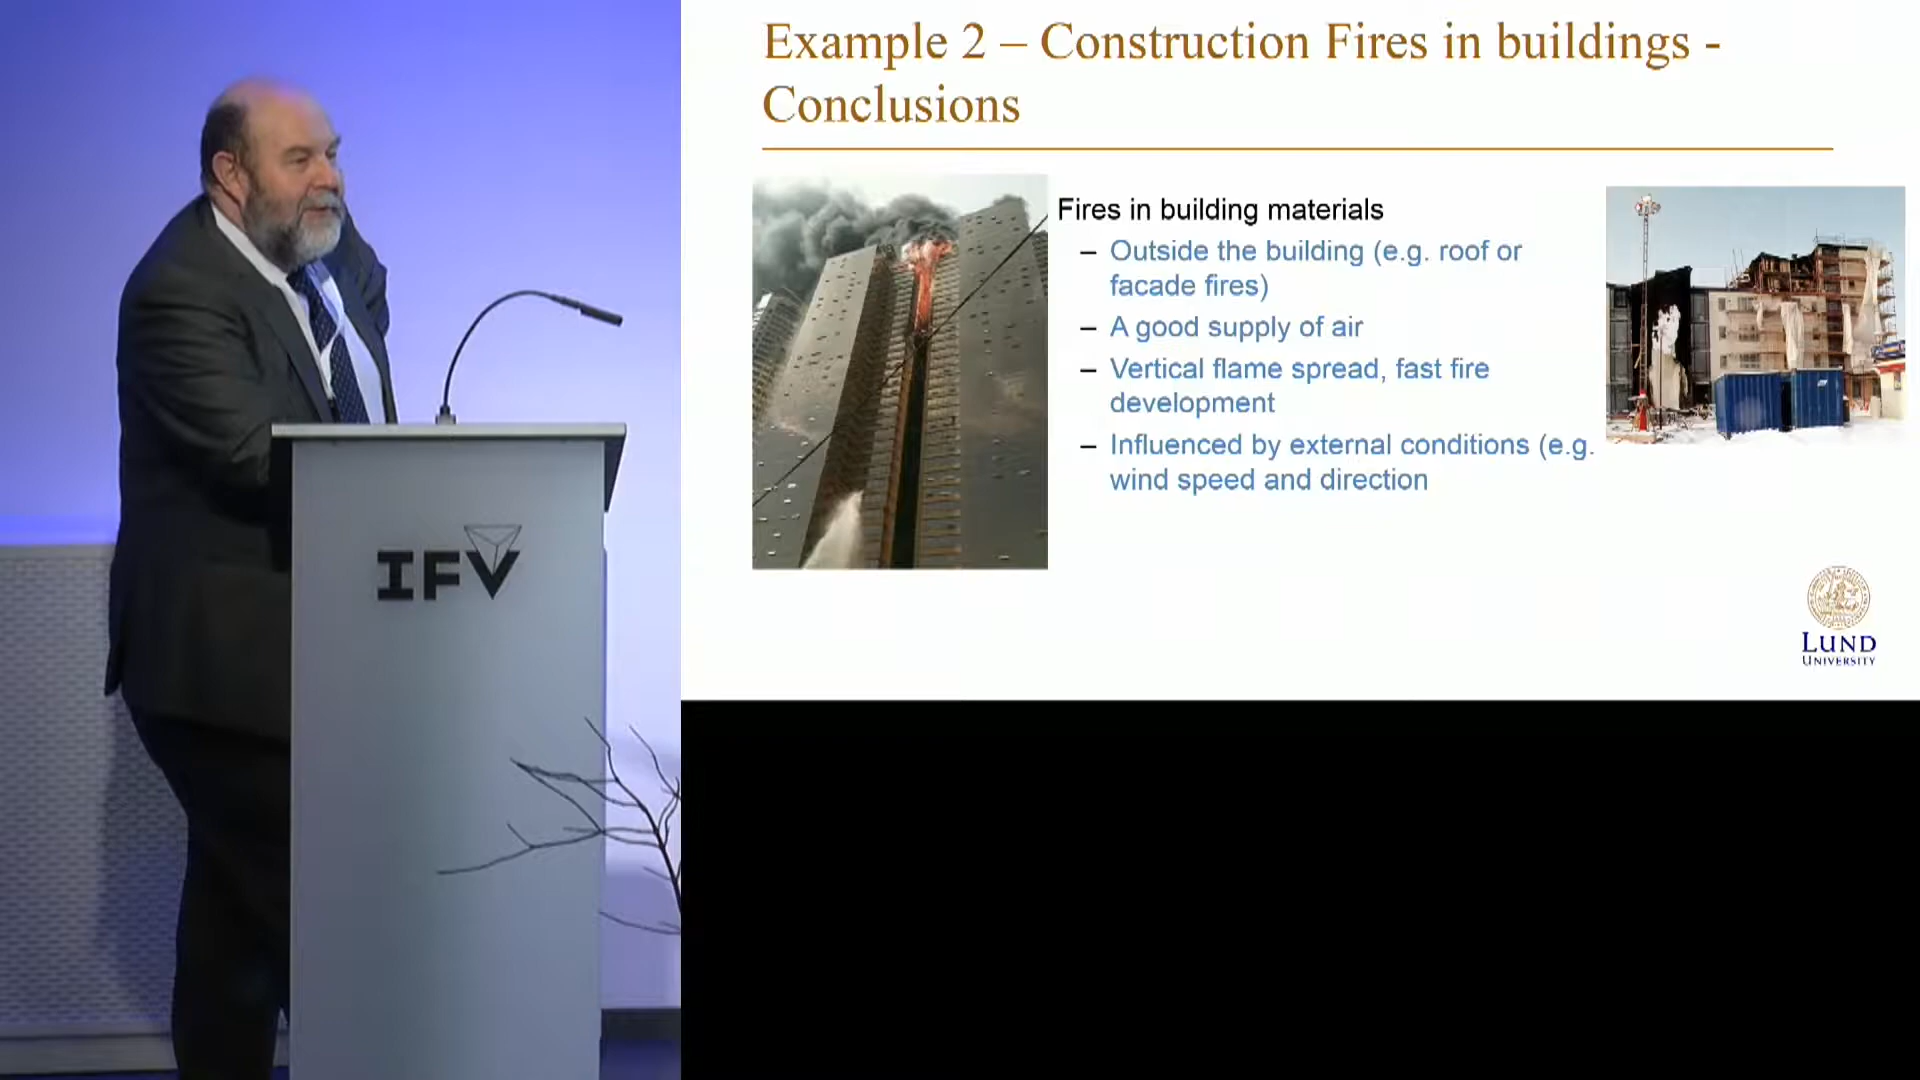 Example 2 – Construction Fires in buildings -
Conclusions
Fires in building materials
– Outside the building (e.g. roof or
facade fires)
– A good supply of air
– Vertical flame spread, fast fire
development
– Influenced by external conditions (e.g.
wind speed and direction
IFV
LUND
UNIVERSITY